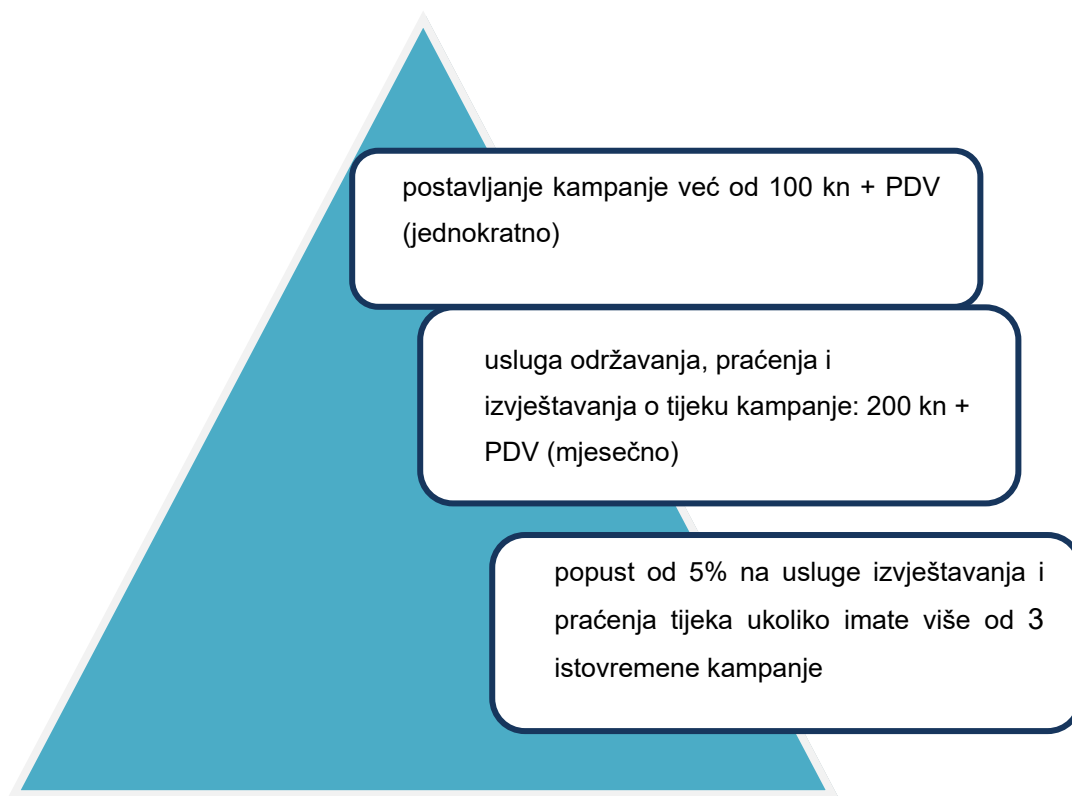 postavljanje kampanje već od 100 kn + PDV
(jednokratno)
usluga održavanja, praćenja i
izvještavanja o tijeku kampanje: 200 kn +
PDV (mjesečno)
popust od 5% na usluge izvještavanja i
praćenja tijeka ukoliko imate više od 3
istovremene kampanje